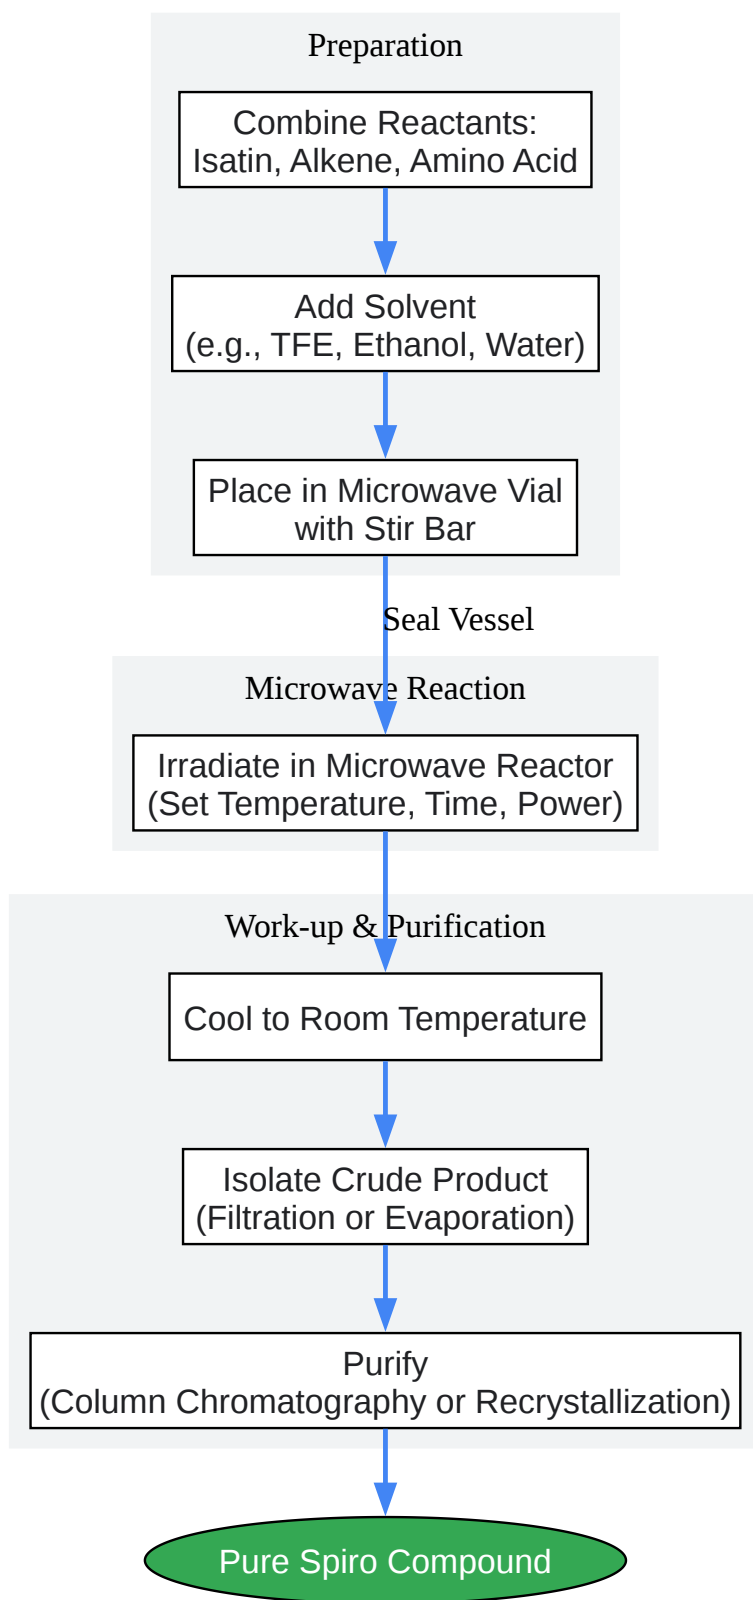 Preparation
Combine Reactants:
Isatin, Alkene, Amino Acid
Add Solvent
(e.g., TFE, Ethanol, Water)
Place in Microwave Vial
with Stir Bar
Seal Vessel
Microwave Reaction
Irradiate in Microwave Reactor
(Set Temperature, Time, Power)
Work-up & Purification
Cool to Room Temperature
Isolate Crude Product
(Filtration or Evaporation)
Purify
(Column Chromatography or Recrystallization)
Pure Spiro Compound